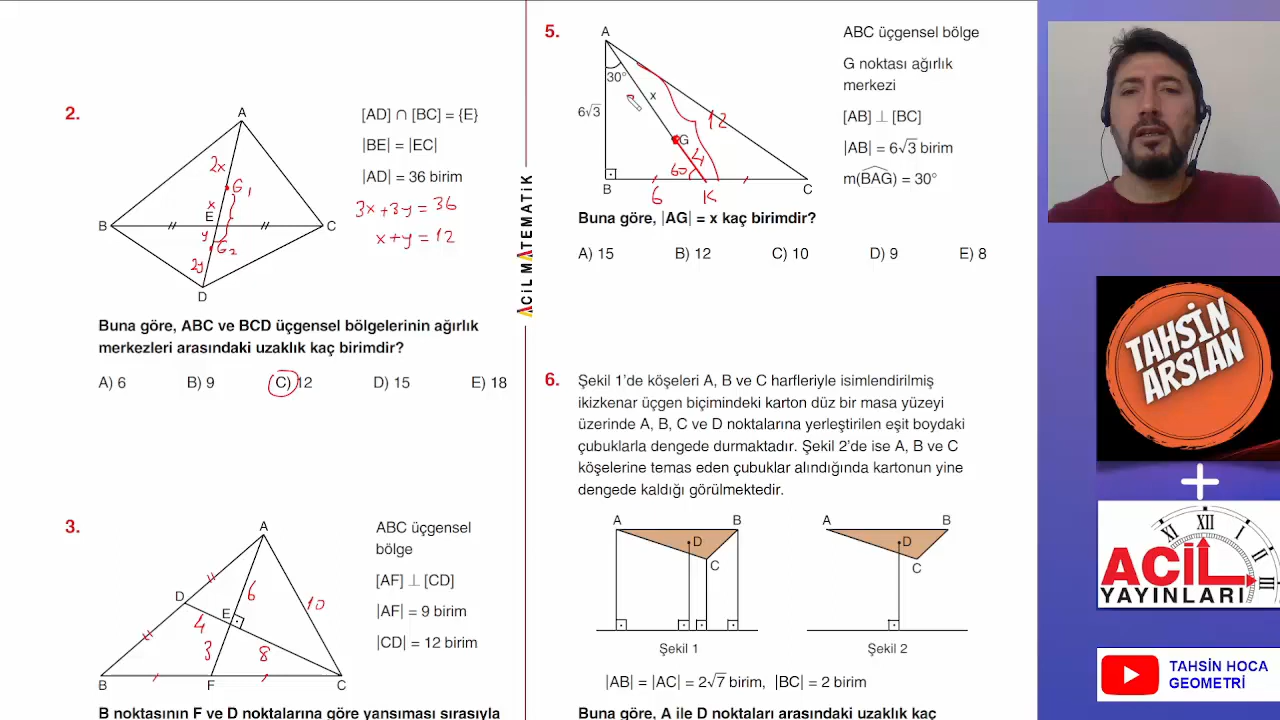 2.
A
[AD] ∩ [BC] = {E}
|BE| = |EC|
|AD| = 36 birim
3x+3y = 36
x+y = 12
2x
G1
x
E
B
C
y
G2
2y
D
Buna göre, ABC ve BCD üçgensel bölgelerinin ağırlık
merkezleri arasındaki uzaklık kaç birimdir?
A) 6 B) 9 C) 12 D) 15 E) 18
3.
A
ABC üçgensel
bölge
[AF] ⊥ [CD]
|AF| = 9 birim
|CD| = 12 birim
D
6
10
E
4
3
8
B
F
C
B noktasının F ve D noktalarına göre yansıması sırasıyla
ACİL MATEMATİK
5.
A
30°
x
6√3
12
G
4
60
B
6
K
C
ABC üçgensel bölge
G noktası ağırlık
merkezi
[AB] ⊥ [BC]
|AB| = 6√3 birim
m(BAG) = 30°
Buna göre, |AG| = x kaç birimdir?
A) 15 B) 12 C) 10 D) 9 E) 8
6.
Şekil 1'de köşeleri A, B ve C harfleriyle isimlendirilmiş
ikizkenar üçgen biçimindeki karton düz bir masa yüzeyi
üzerinde A, B, C ve D noktalarına yerleştirilen eşit boydaki
çubuklarla dengede durmaktadır. Şekil 2'de ise A, B ve C
köşelerine temas eden çubuklar alındığında kartonun yine
dengede kaldığı görülmektedir.
A B
D
C
Şekil 1
A B
D
C
Şekil 2
|AB| = |AC| = 2√7 birim, |BC| = 2 birim
Buna göre, A ile D noktaları arasındaki uzaklık kaç
TAHSİN
ARSLAN
+
XI XII I II III
ACİL
YAYINLARI
TAHSİN HOCA
GEOMETRİ